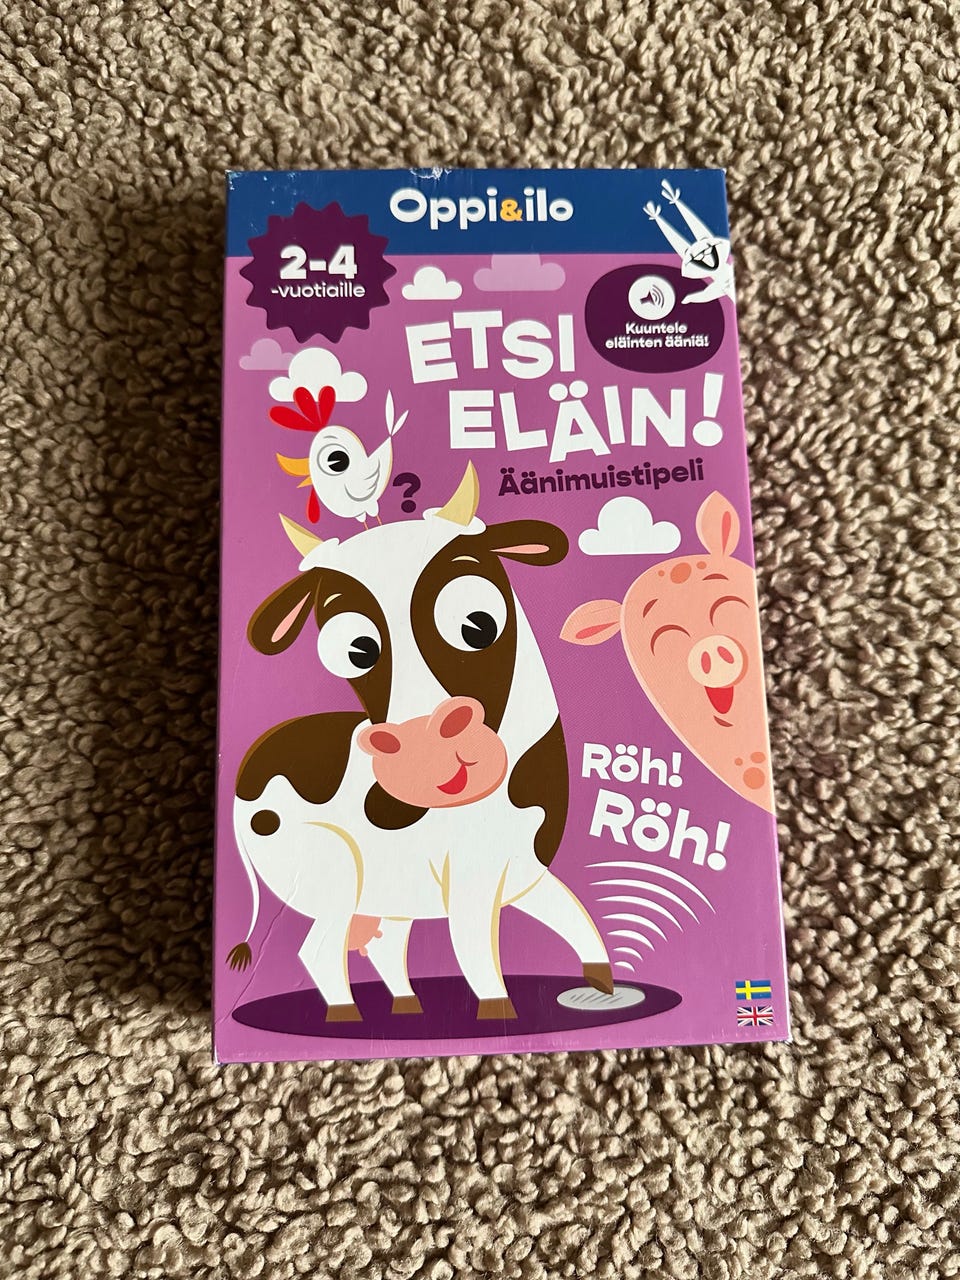 Oppi&ilo
2-4
-vuotiaille
Kuuntele
eläinten ääniä!
ETSI
ELÄIN!
Äänimuistipeli
?
Röh!
Röh!